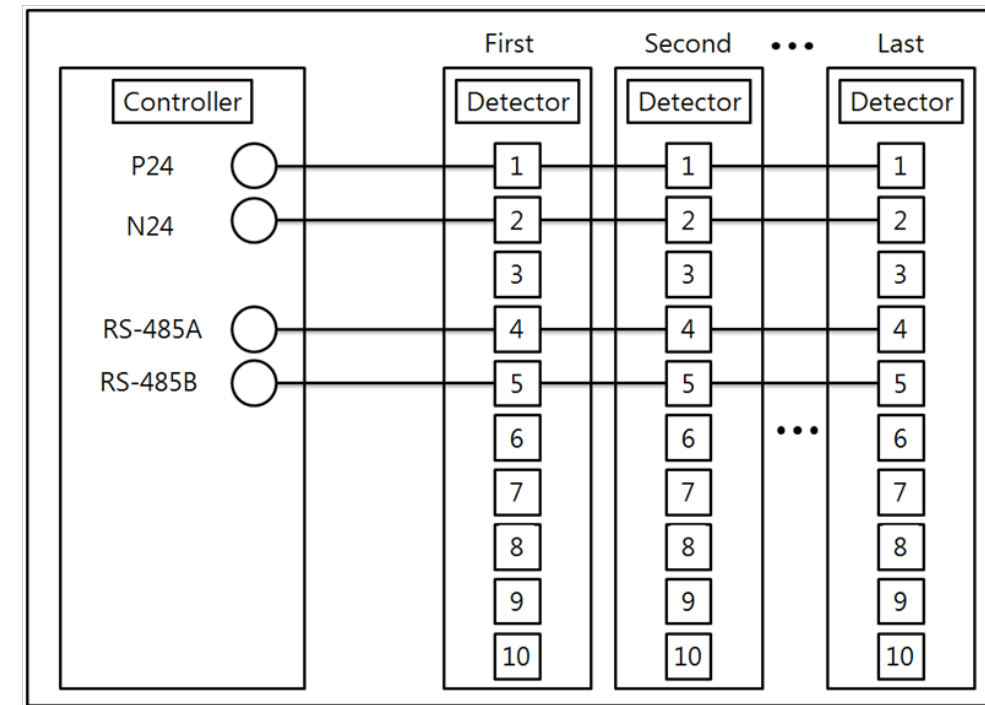 First Second ••• Last
Controller Detector Detector Detector
P24 1 1 1
N24 2 2 2
3 3 3
RS-485A 4 4 4
RS-485B 5 5 5
6 6 ••• 6
7 7 7
8 8 8
9 9 9
10 10 10